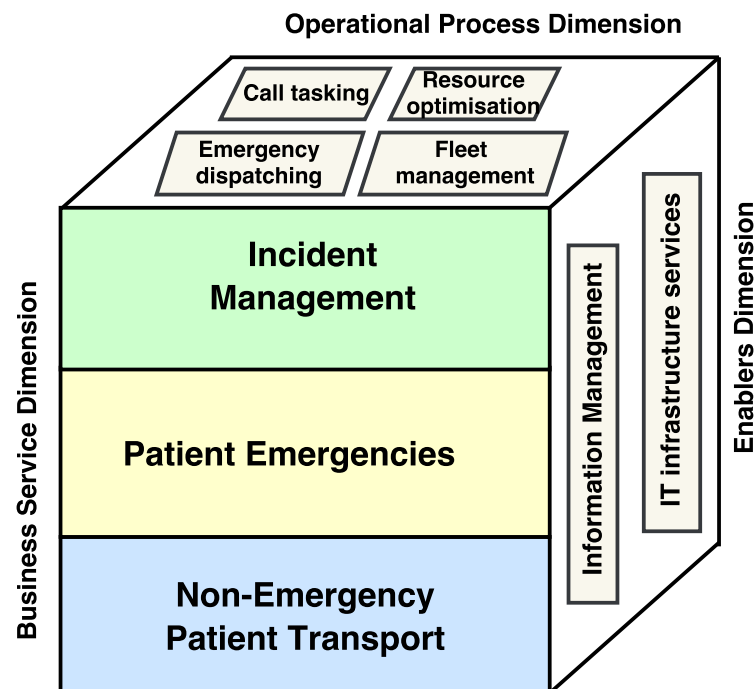 Operational Process Dimension
Call tasking
Resource
optimisation
Emergency
dispatching
Fleet
management
Business Service Dimension
Incident
Management
Patient Emergencies
Non-Emergency
Patient Transport
Information Management
IT infrastructure services
Enablers Dimension